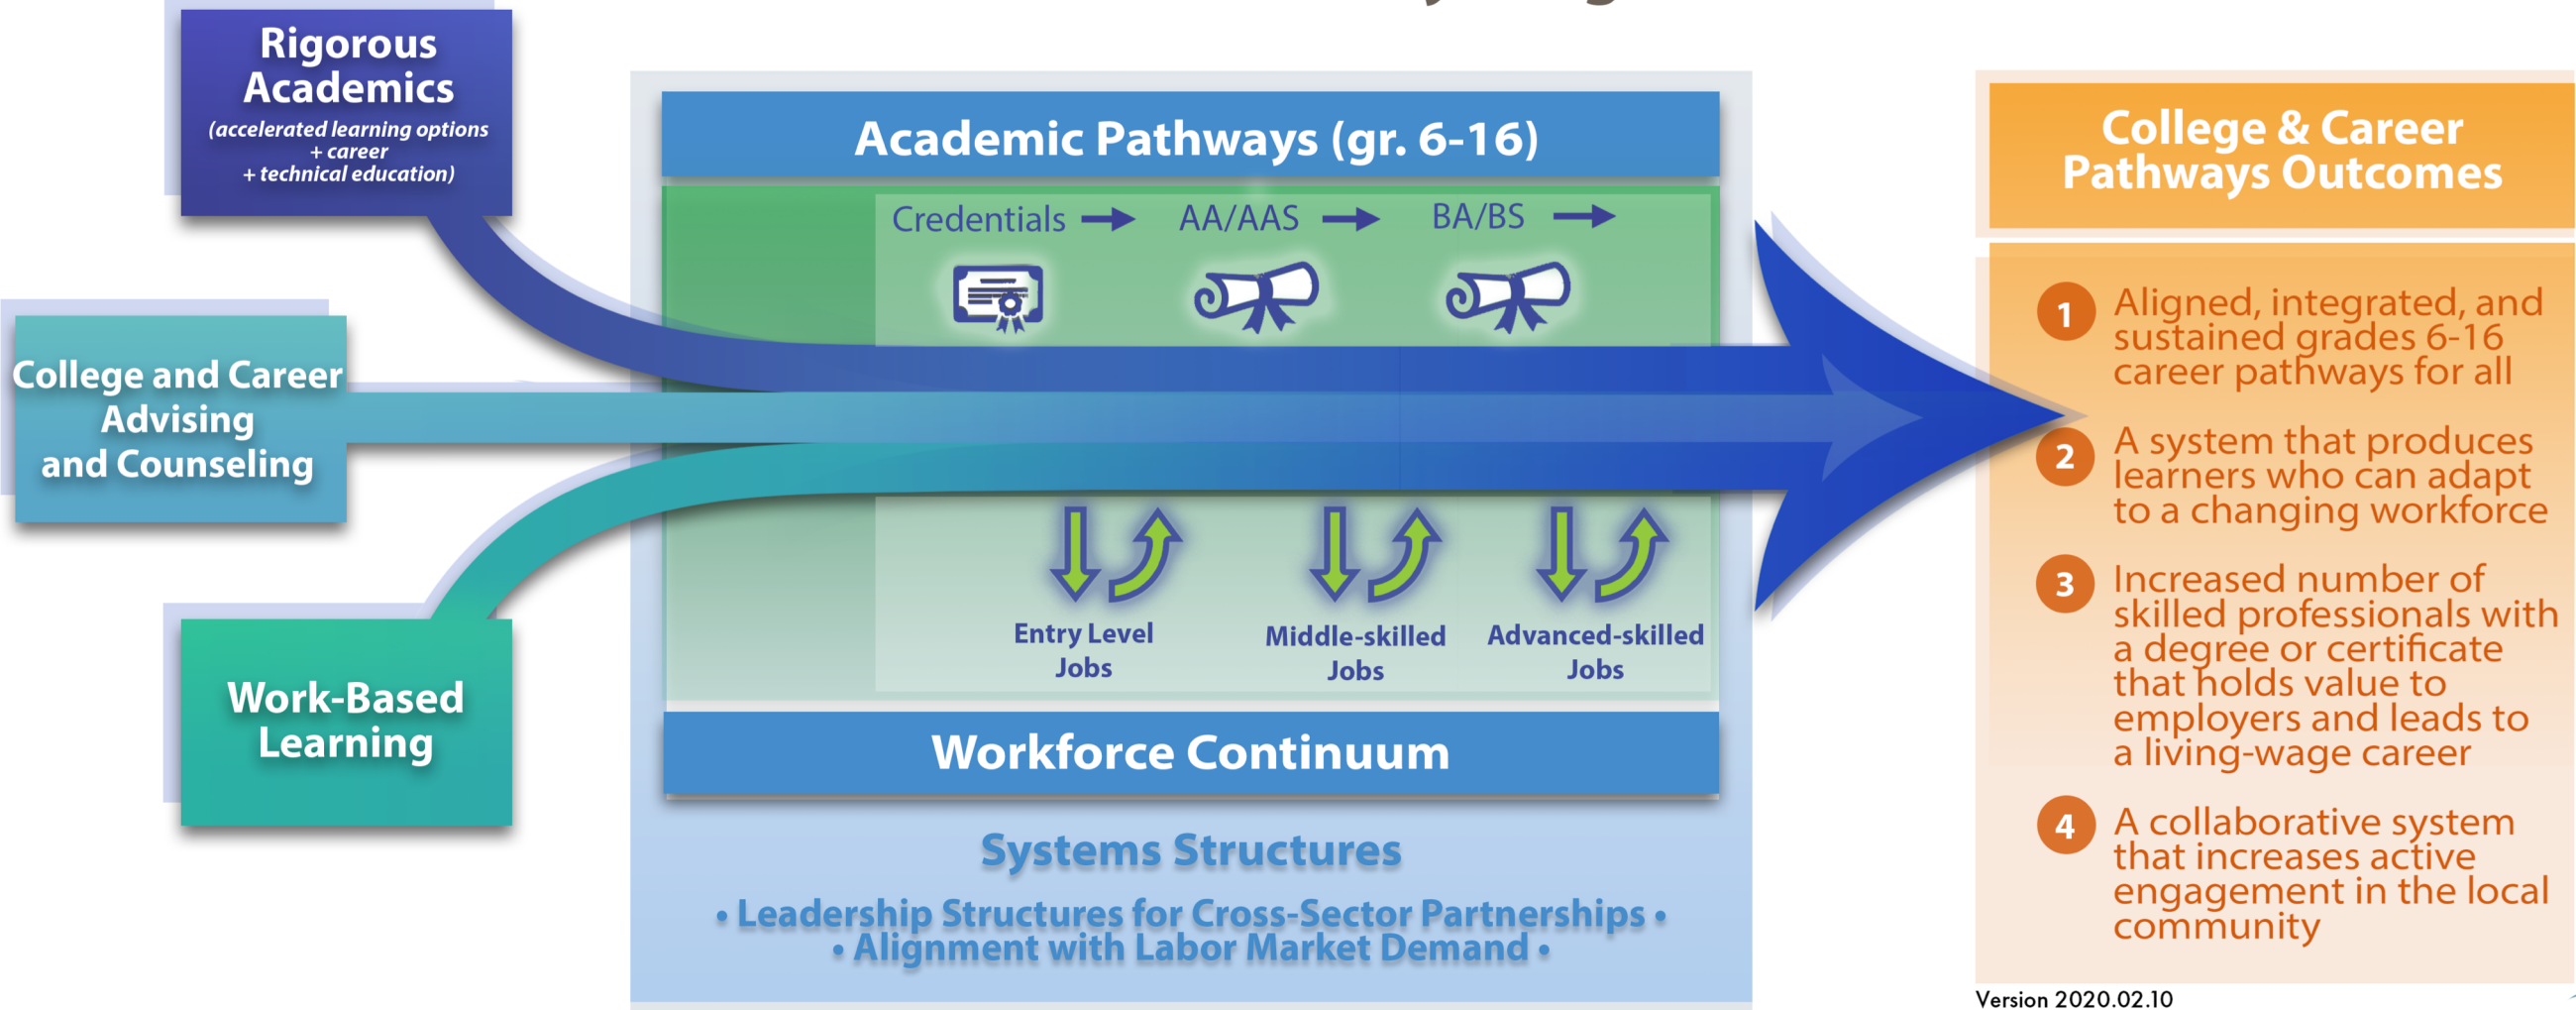 Rigorous
Academics
(accelerated learning options
+ career
+ technical education)
College and Career
Advising
and Counseling
Work-Based
Learning
Academic Pathways (gr. 6-16)
Credentials
AA/AAS
BA/BS
Entry Level
Jobs
Middle-skilled
Jobs
Advanced-skilled
Jobs
Workforce Continuum
Systems Structures
• Leadership Structures for Cross-Sector Partnerships •
• Alignment with Labor Market Demand •
College & Career
Pathways Outcomes
1 Aligned, integrated, and
sustained grades 6-16
career pathways for all
2 A system that produces
learners who can adapt
to a changing workforce
3 Increased number of
skilled professionals with
a degree or certificate
that holds value to
employers and leads to
a living-wage career
4 A collaborative system
that increases active
engagement in the local
community
Version 2020.02.10